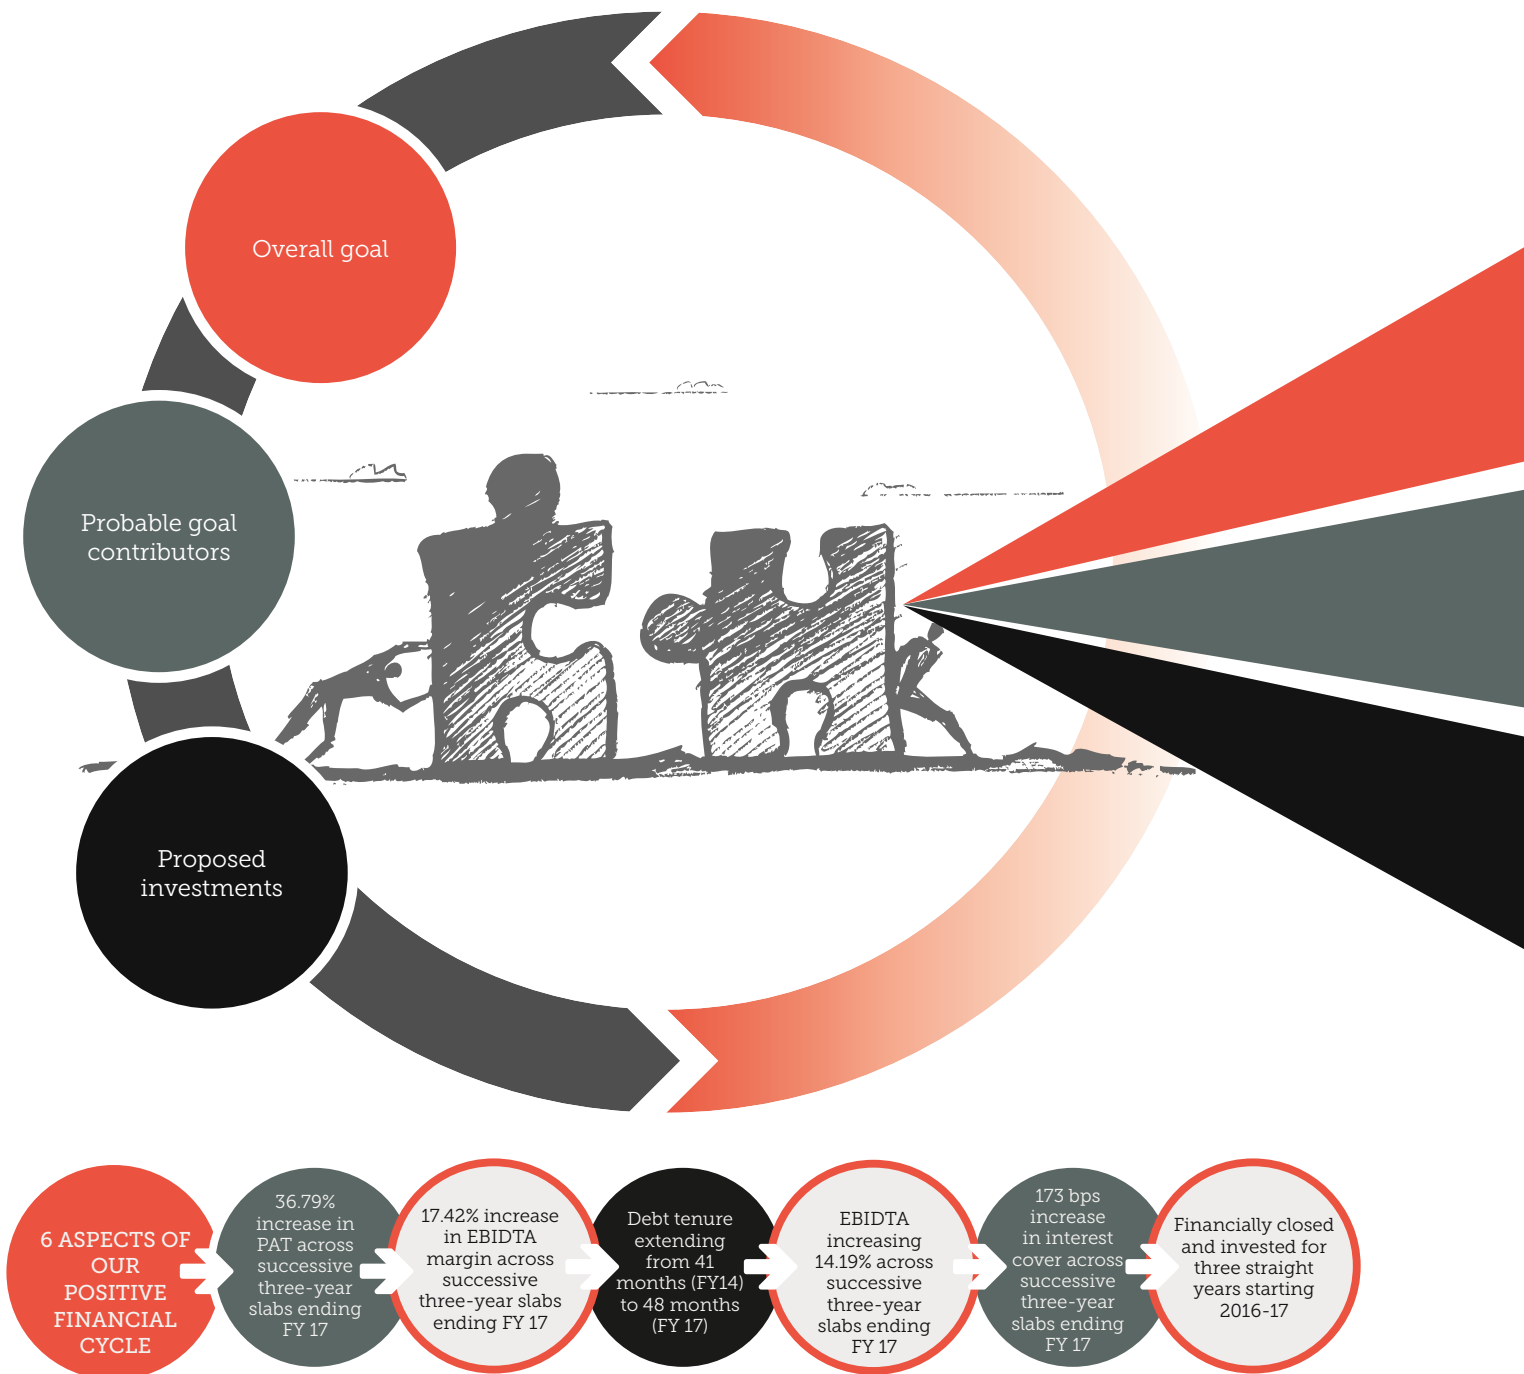 Overall goal
Probable goal
contributors
Proposed
investments
6 ASPECTS OF
OUR
POSITIVE
FINANCIAL
CYCLE
36.79%
increase in
PAT across
successive
three-year
slabs ending
FY 17
17.42% increase
in EBIDTA
margin across
successive
three-year slabs
ending FY 17
Debt tenure
extending
from 41
months (FY14)
to 48 months
(FY 17)
EBIDTA
increasing
14.19% across
successive
three-year
slabs ending
FY 17
173 bps
increase
in interest
cover across
successive
three-year
slabs ending
FY 17
Financially closed
and invested for
three straight
years starting
2016-17